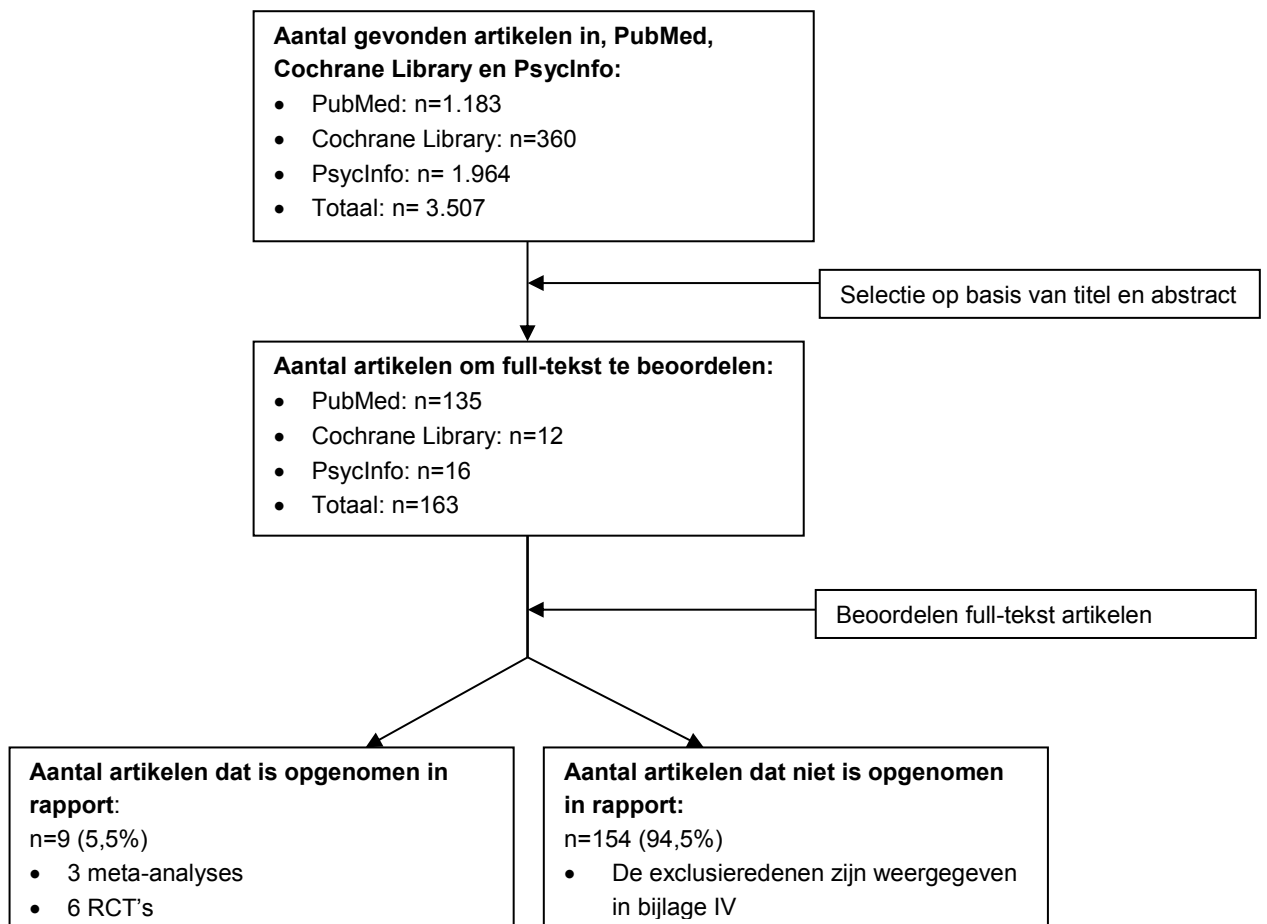 Aantal gevonden artikelen in, PubMed,
Cochrane Library en PsycInfo:
• PubMed: n=1.183
• Cochrane Library: n=360
• PsycInfo: n= 1.964
• Totaal: n= 3.507
Selectie op basis van titel en abstract
Aantal artikelen om full-tekst te beoordelen:
• PubMed: n=135
• Cochrane Library: n=12
• PsycInfo: n=16
• Totaal: n=163
Beoordelen full-tekst artikelen
Aantal artikelen dat is opgenomen in
rapport:
n=9 (5,5%)
• 3 meta-analyses
• 6 RCT's
Aantal artikelen dat niet is opgenomen
in rapport:
n=154 (94,5%)
• De exclusieredenen zijn weergegeven
in bijlage IV